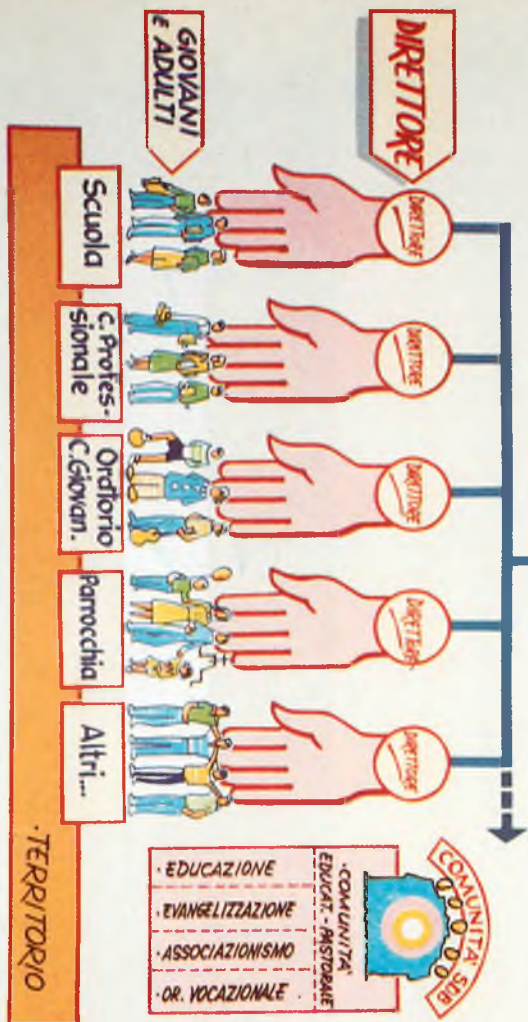 DIRETTORE
DIRETTORE
DIRETTORE
DIRETTORE
DIRETTORE
DIRETTORE
GIOVANI
E ADULTI
Scuola
C. Profes-
sionale
Oratorio
C. Giovan.
Parrocchia
Altri...
• TERRITORIO
COMUNITÀ SDB
• COMUNITÀ
EDUCAT. - PASTORALE
• EDUCAZIONE
• EVANGELIZZAZIONE
• ASSOCIAZIONISMO
• OR. VOCAZIONALE